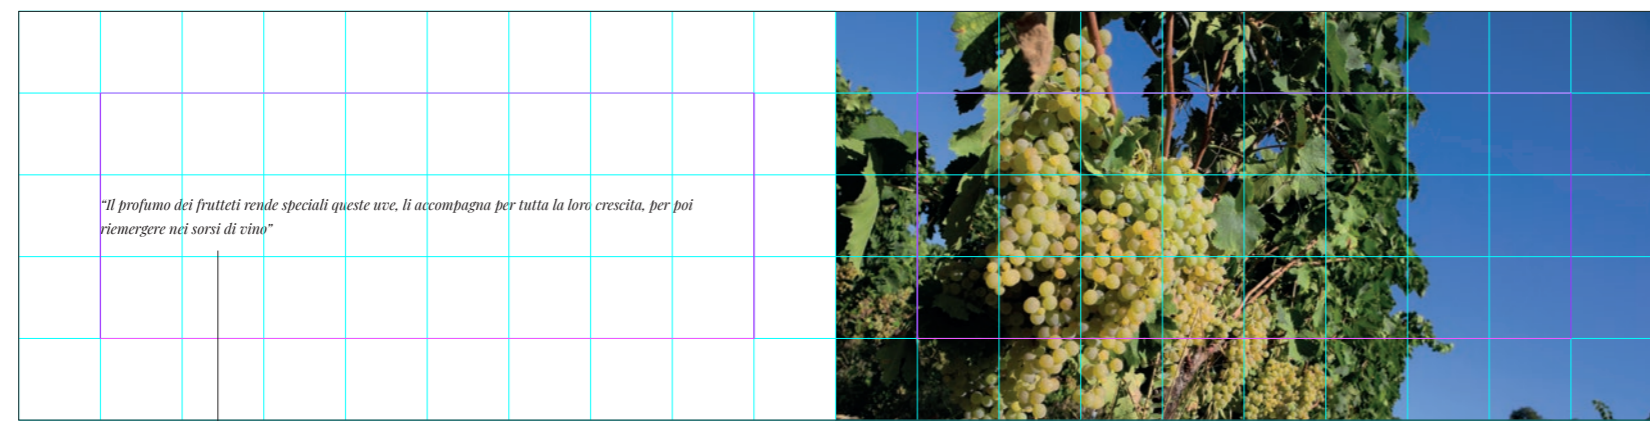 “Il profumo dei frutteti rende speciali queste uve, li accompagna per tutta la loro crescita, per poi
riemergere nei sorsi di vino”